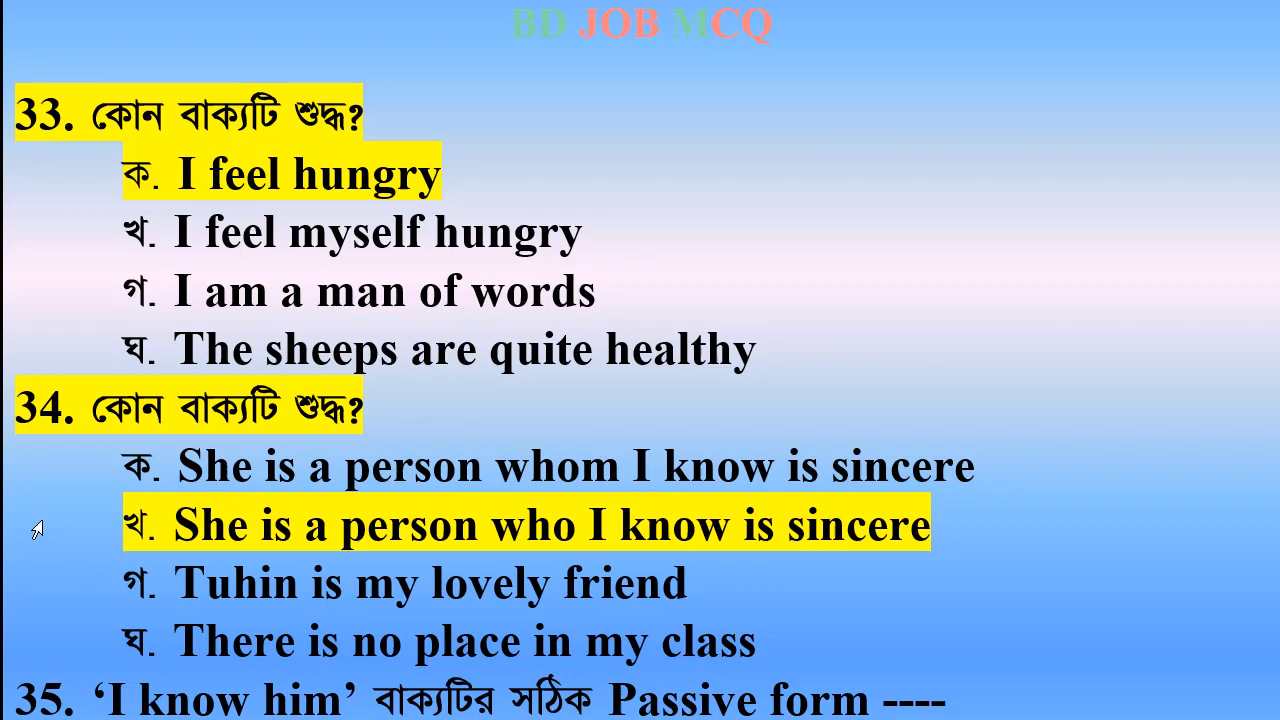 BD JOB MCQ
33. কোন বাক্যটি শুদ্ধ?
ক. I feel hungry
খ. I feel myself hungry
গ. I am a man of words
ঘ. The sheeps are quite healthy
34. কোন বাক্যটি শুদ্ধ?
ক. She is a person whom I know is sincere
খ. She is a person who I know is sincere
গ. Tuhin is my lovely friend
ঘ. There is no place in my class
35. ‘I know him’ বাক্যটির সঠিক Passive form ----